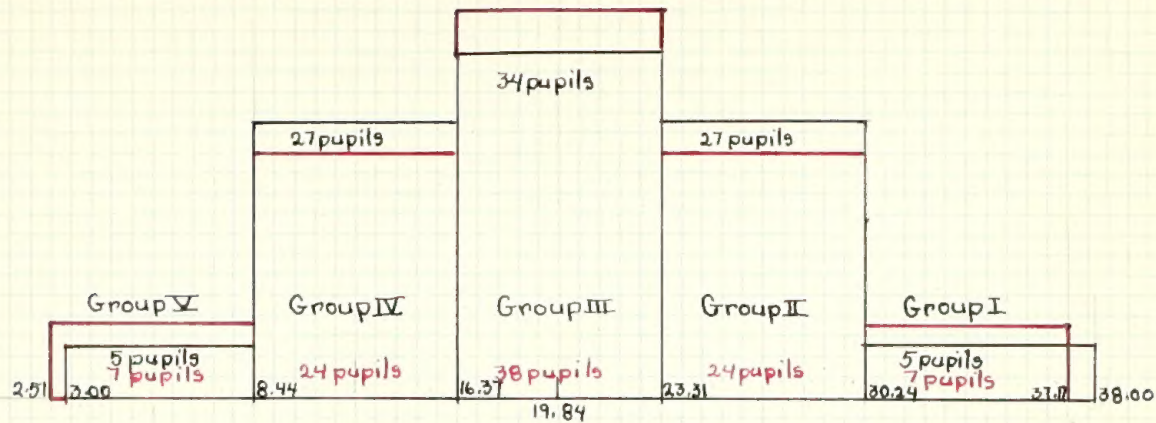 34 pupils
27 pupils 27 pupils
Group V Group IV Group III Group II Group I
5 pupils 5 pupils
7 pupils 24 pupils 38 pupils 24 pupils 7 pupils
2.51 3.00 8.44 16.37 23.31 30.24 37.17 38.00
19.84